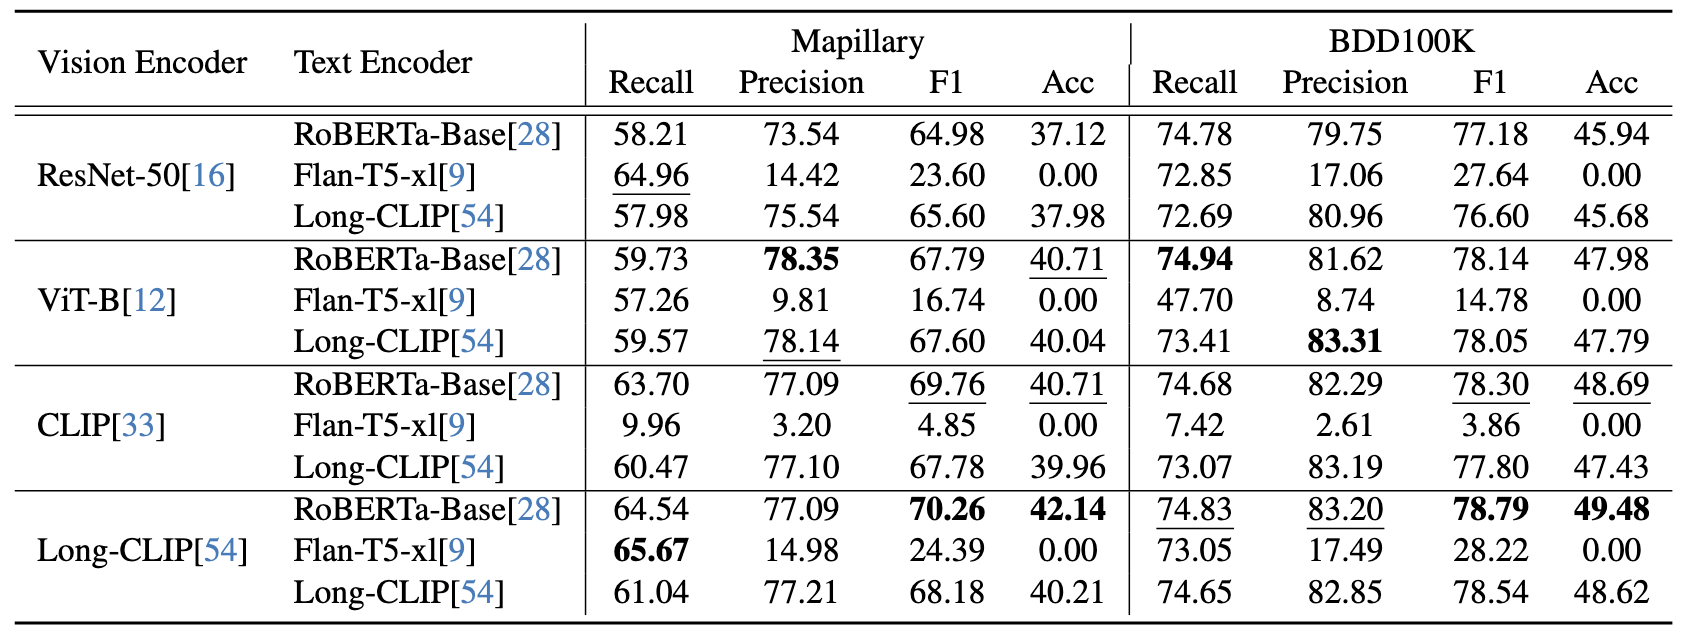 Vision Encoder Text Encoder Mapillary BDD100K
Recall Precision F1 Acc Recall Precision F1 Acc
RoBERTa-Base[28] 58.21 73.54 64.98 37.12 74.78 79.75 77.18 45.94
ResNet-50[16] Flan-T5-xl[9] 64.96 14.42 23.60 0.00 72.85 17.06 27.64 0.00
Long-CLIP[54] 57.98 75.54 65.60 37.98 72.69 80.96 76.60 45.68
RoBERTa-Base[28] 59.73 78.35 67.79 40.71 74.94 81.62 78.14 47.98
ViT-B[12] Flan-T5-xl[9] 57.26 9.81 16.74 0.00 47.70 8.74 14.78 0.00
Long-CLIP[54] 59.57 78.14 67.60 40.04 73.41 83.31 78.05 47.79
RoBERTa-Base[28] 63.70 77.09 69.76 40.71 74.68 82.29 78.30 48.69
CLIP[33] Flan-T5-xl[9] 9.96 3.20 4.85 0.00 7.42 2.61 3.86 0.00
Long-CLIP[54] 60.47 77.10 67.78 39.96 73.07 83.19 77.80 47.43
RoBERTa-Base[28] 64.54 77.09 70.26 42.14 74.83 83.20 78.79 49.48
Long-CLIP[54] Flan-T5-xl[9] 65.67 14.98 24.39 0.00 73.05 17.49 28.22 0.00
Long-CLIP[54] 61.04 77.21 68.18 40.21 74.65 82.85 78.54 48.62